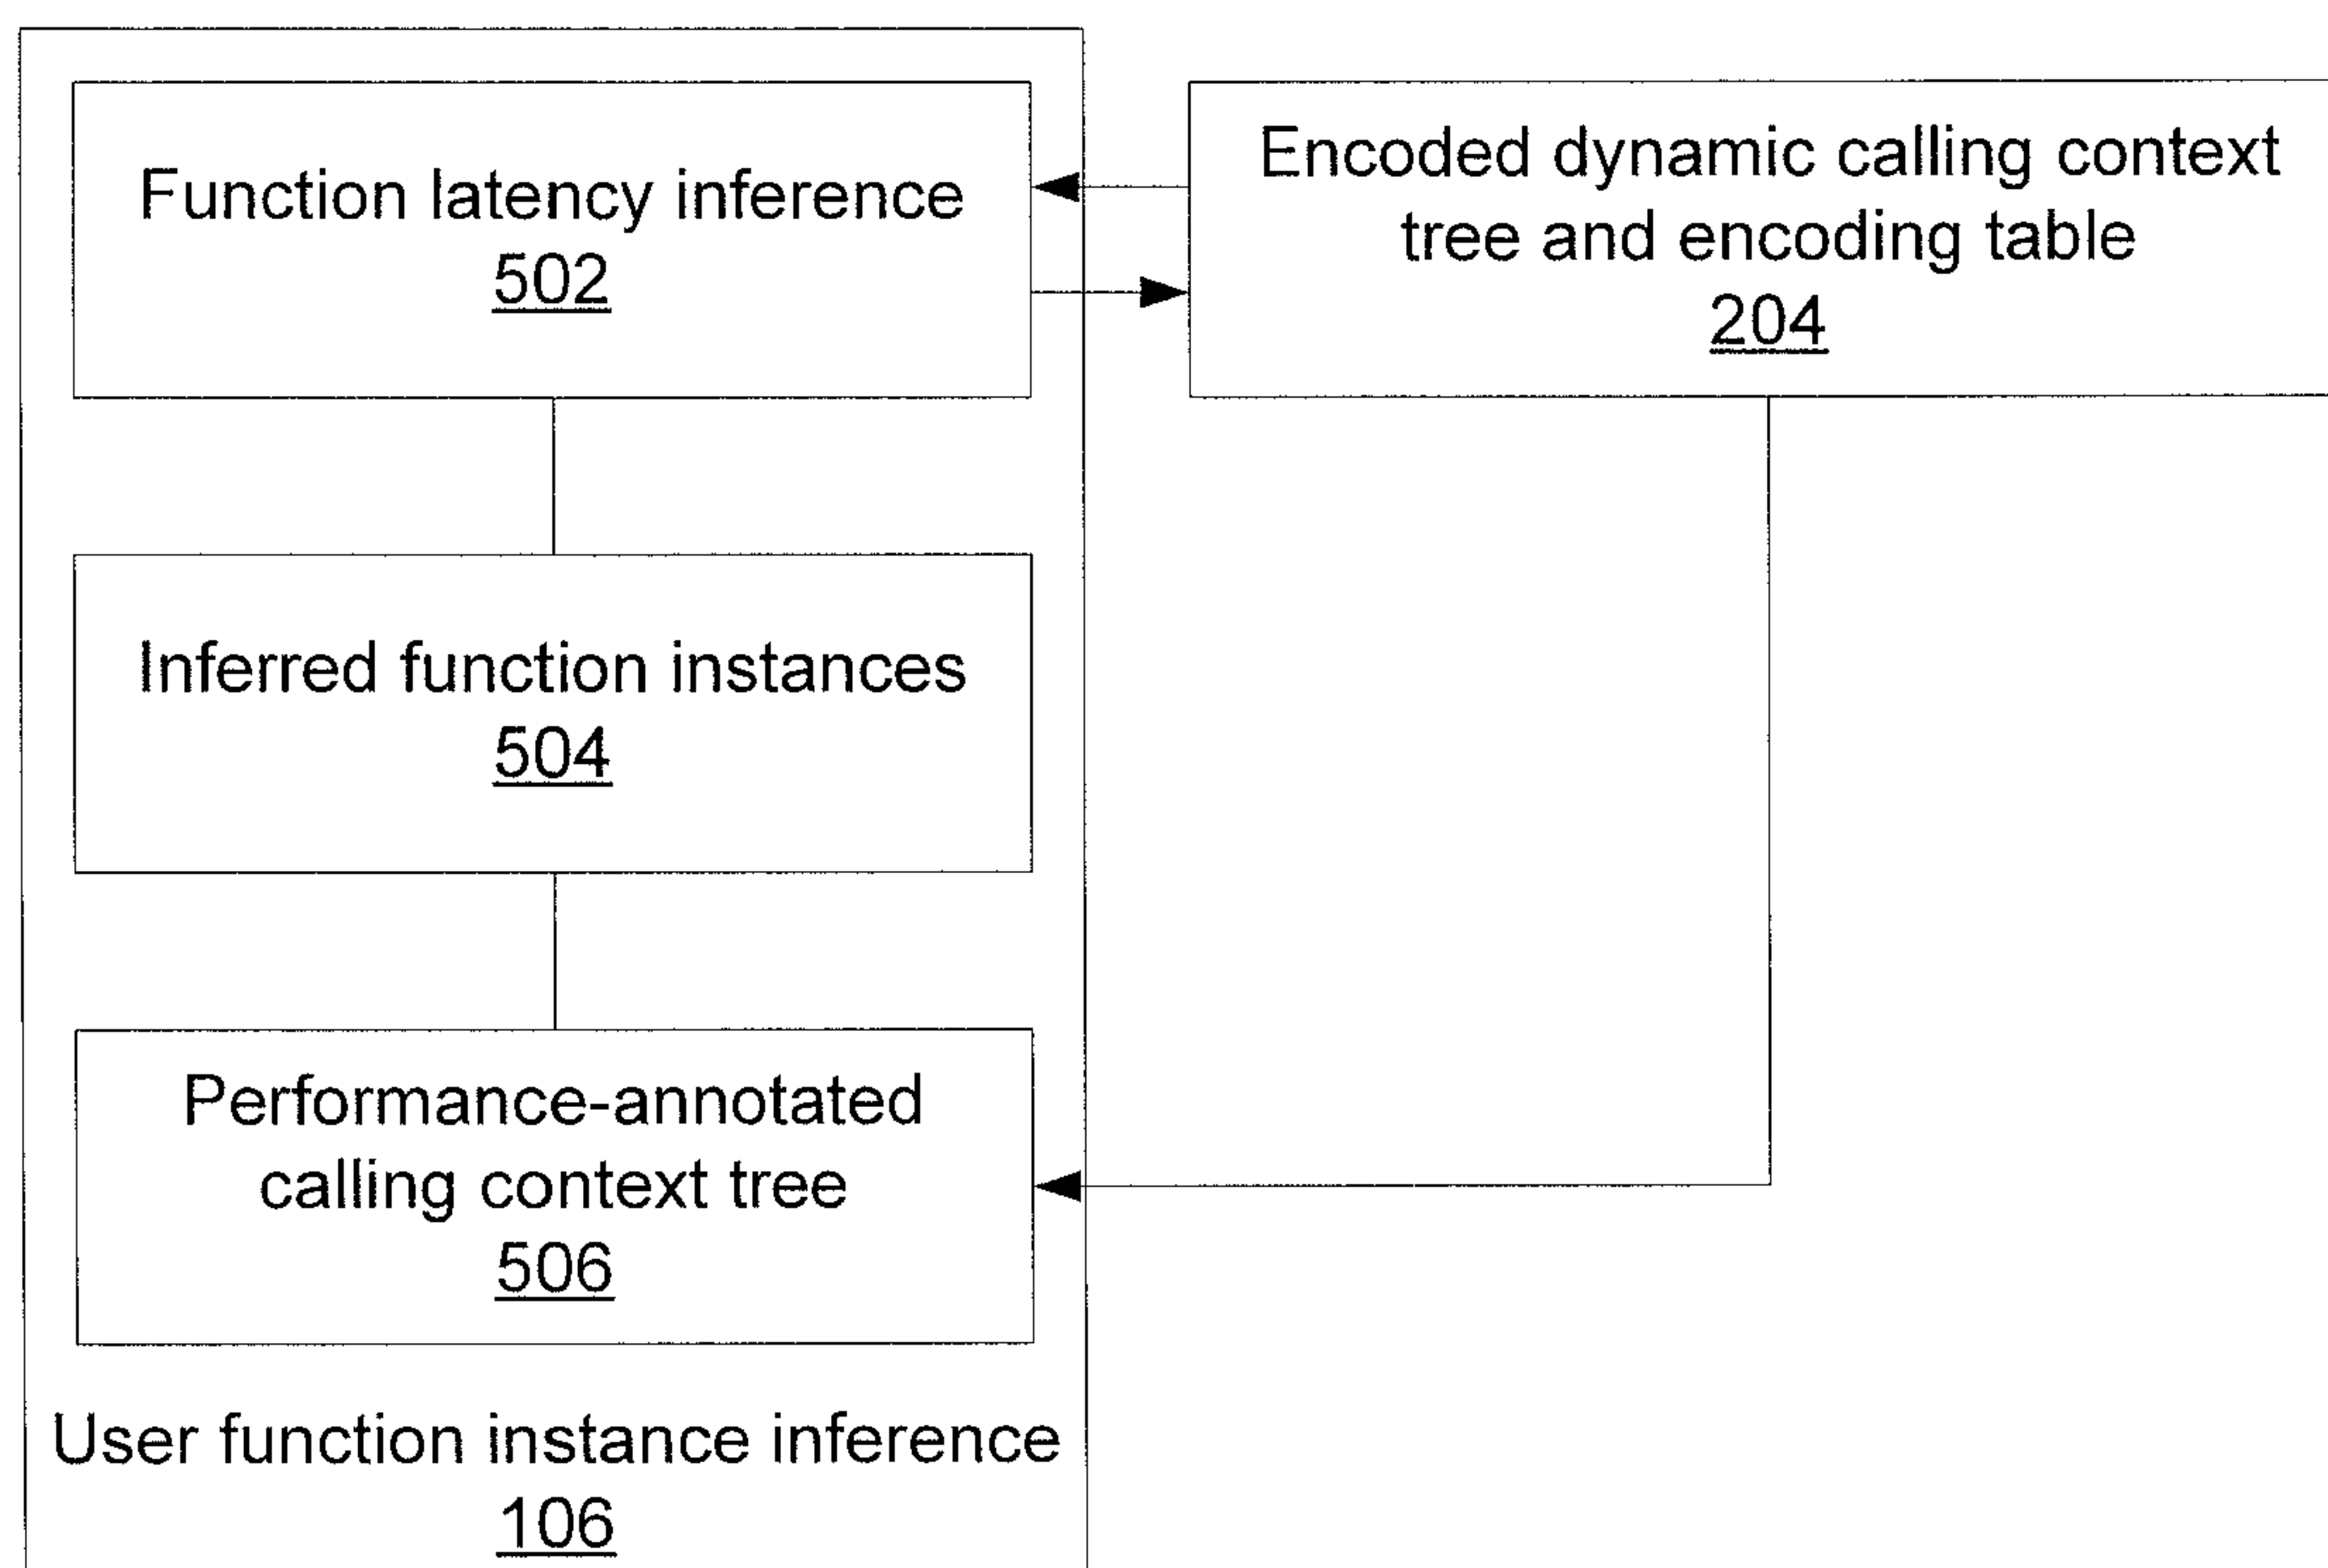 Function latency inference
502
Encoded dynamic calling context
tree and encoding table
204
Inferred function instances
504
Performance-annotated
calling context tree
506
User function instance inference
106